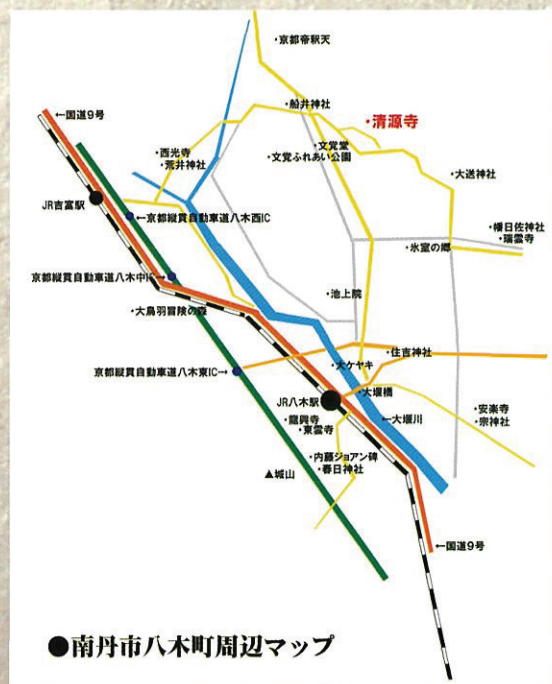 ・京都帝釈天
←国道9号
・船井神社
・清源寺
・西光寺
・荒井神社
・文覚堂
・文覚ふれあい公園
・大送神社
JR吉富駅
←京都縦貫自動車道八木西IC
・幡日佐神社
・瑞雲寺
・氷室の郷
京都縦貫自動車道八木中IC→
・池上院
・大鳥羽冒険の森
・住吉神社
・大ケヤキ
京都縦貫自動車道八木東IC→
・大堰橋
JR八木駅
←大堰川
・安楽寺
・宗神社
・龍興寺
・東雲寺
・内藤ジョアン碑
・春日神社
▲城山
←国道9号
●南丹市八木町周辺マップ